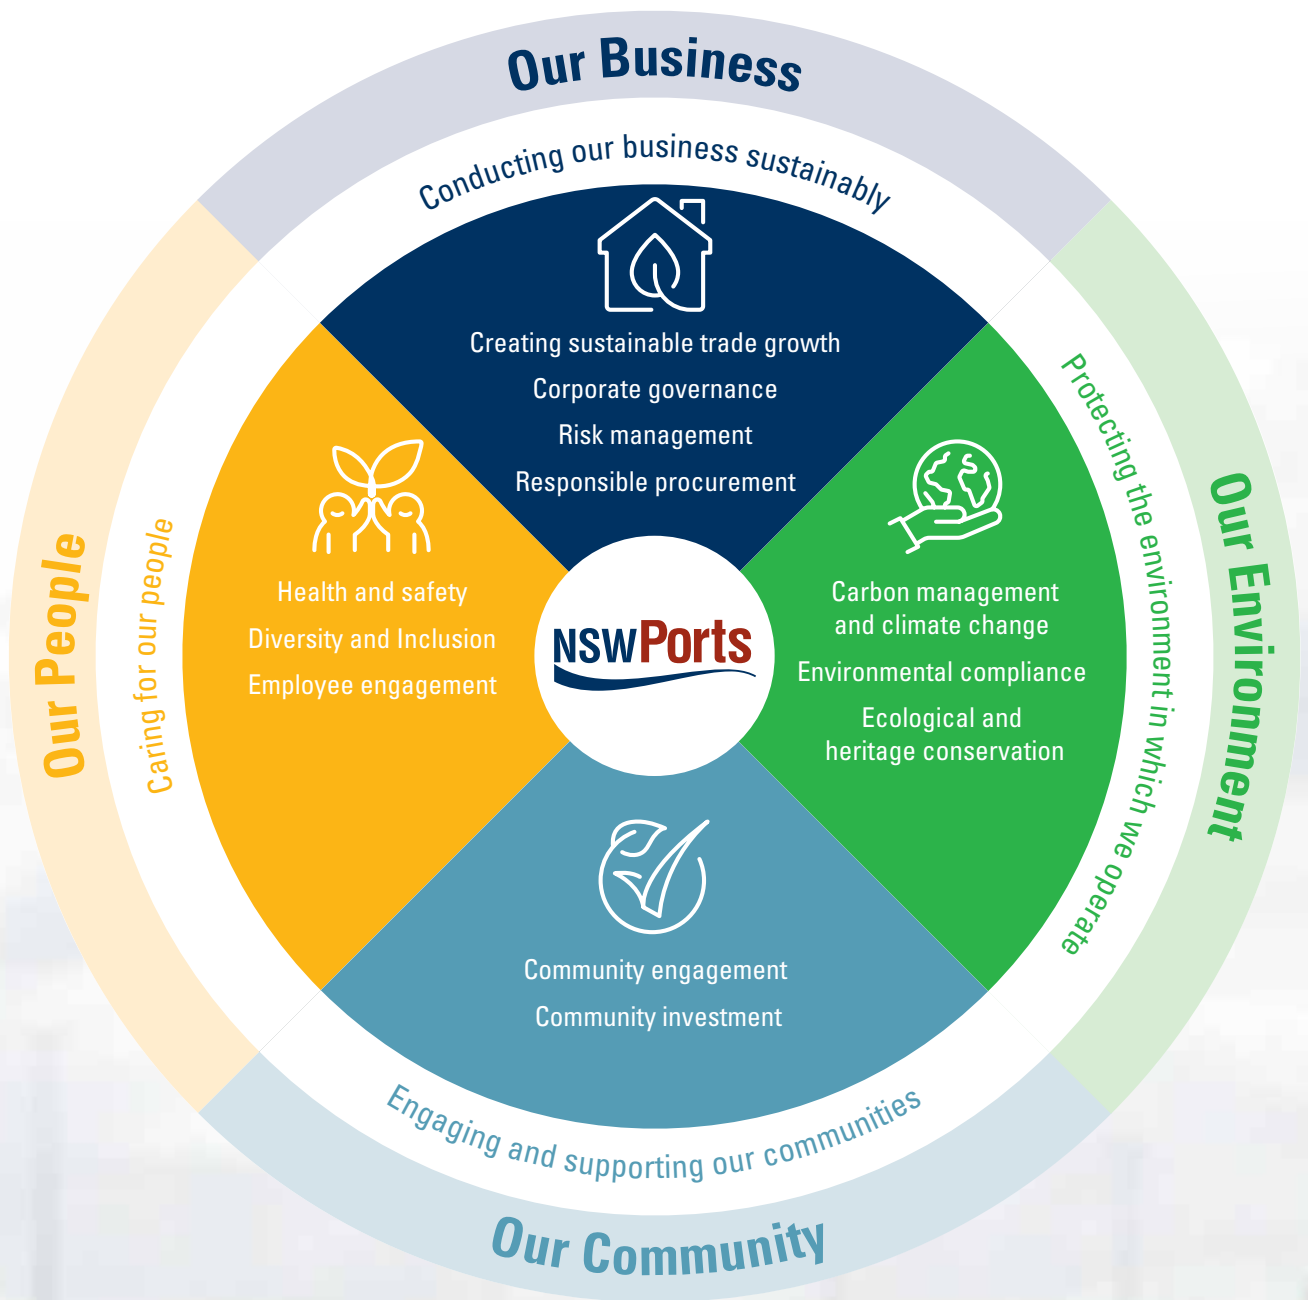 Our Business
Conducting our business sustainably
Creating sustainable trade growth
Corporate governance
Risk management
Responsible procurement
Our People
Caring for our people
Health and safety
Diversity and Inclusion
Employee engagement
NSWPorts
Our Environment
Protecting the environment in which we operate
Carbon management
and climate change
Environmental compliance
Ecological and
heritage conservation
Community engagement
Community investment
Engaging and supporting our communities
Our Community